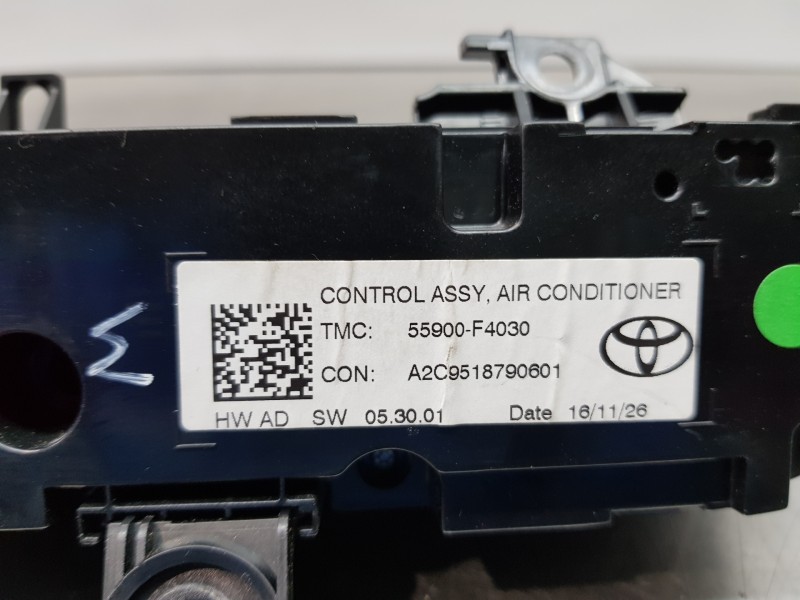 CONTROL ASSY, AIR CONDITIONER
TMC: 55900-F4030
CON: A2C9518790601
HW AD SW 05.30.01 Date 16/11/26